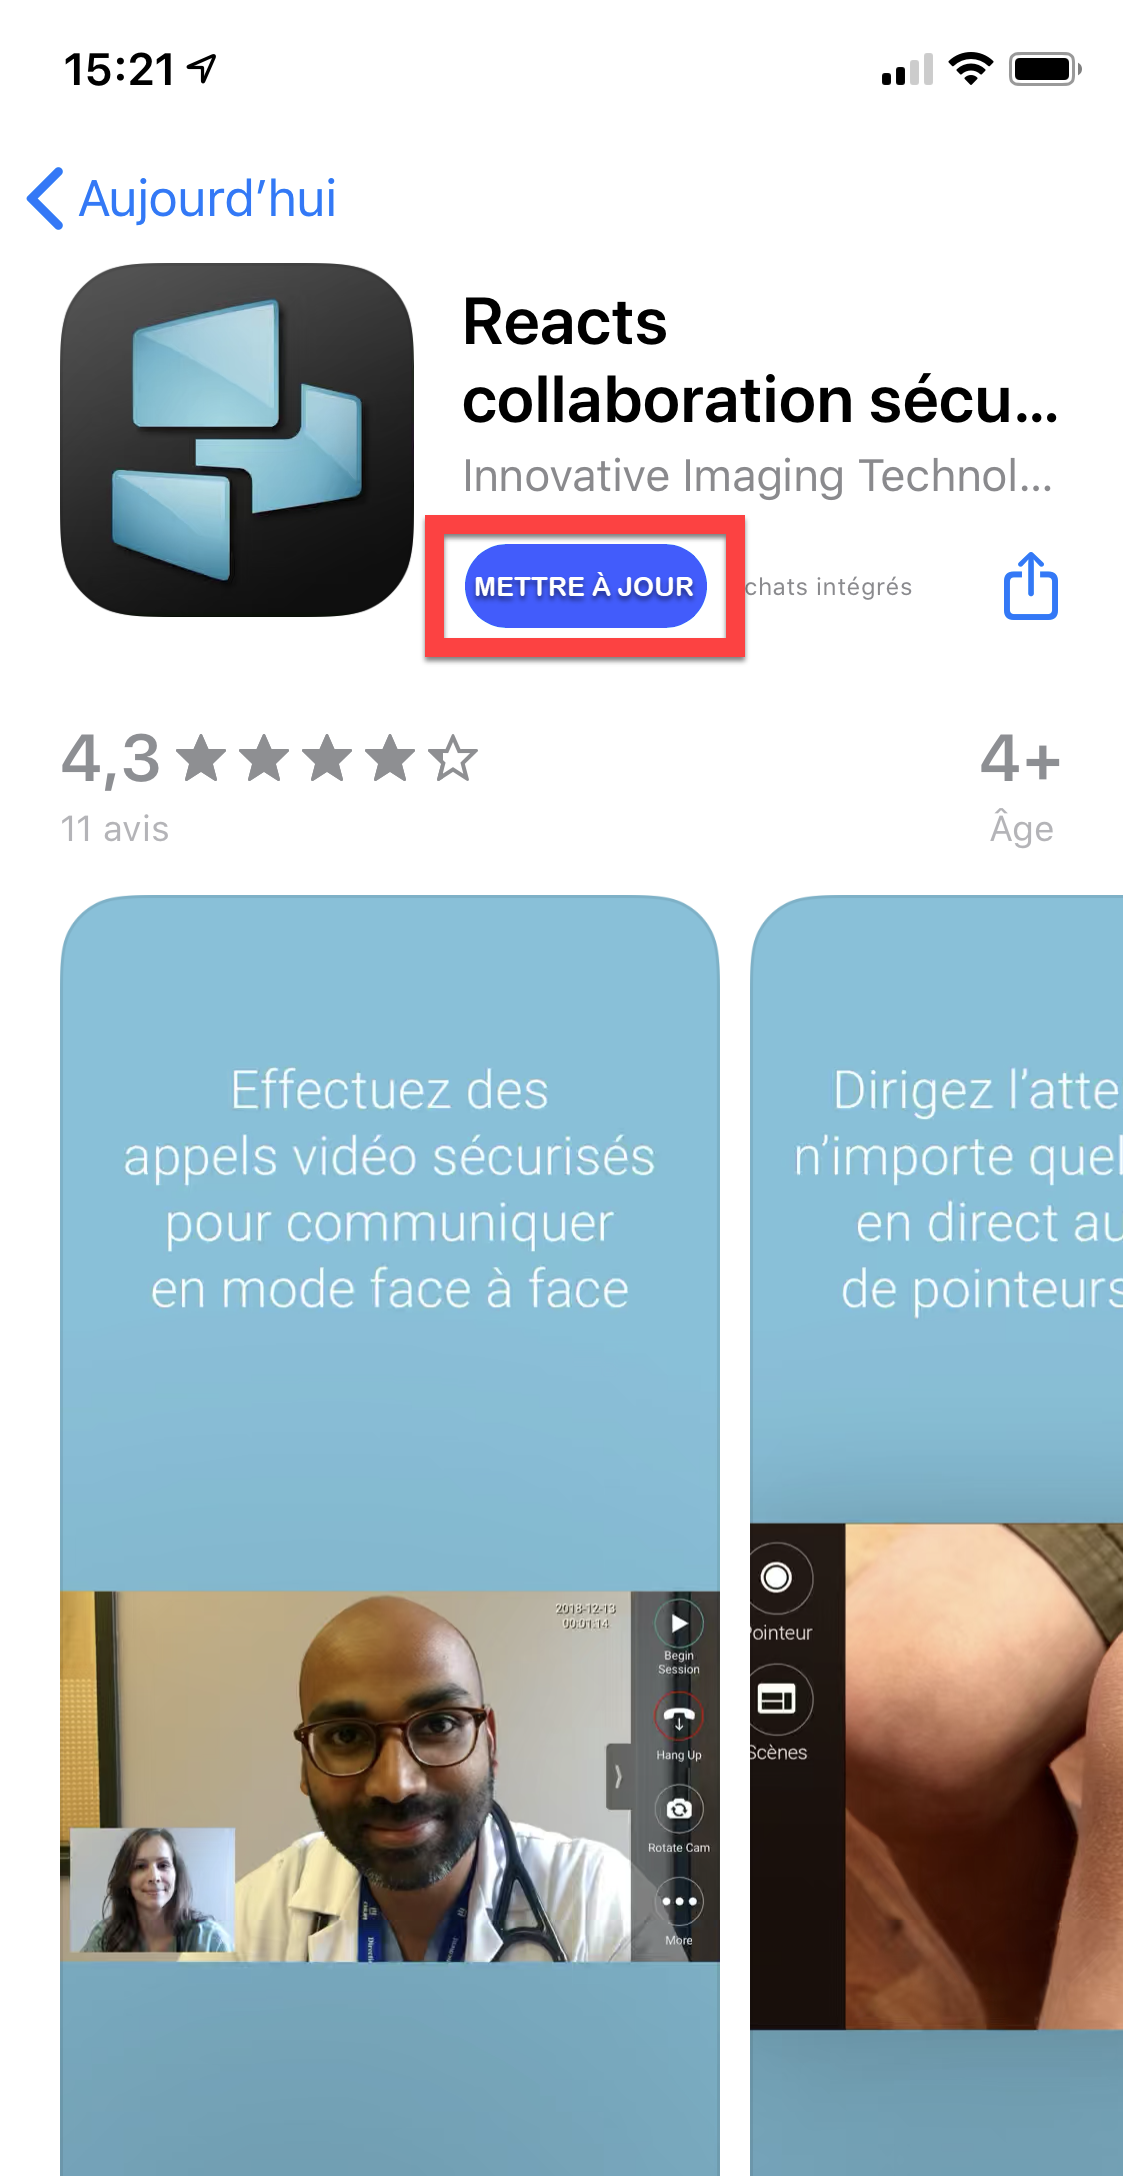 15:21
Aujourd’hui
Reacts
collaboration sécu...
Innovative Imaging Technol...
METTRE À JOUR
chats intégrés
4,3
4+
11 avis
Âge
Effectuez des
appels vidéo sécurisés
pour communiquer
en mode face à face
Dirigez l’atte
n’importe quel
en direct au
de pointeurs
2018-12-13
00:01:14
Begin
Session
Hang Up
Rotate Cam
More
Pointeur
Scènes